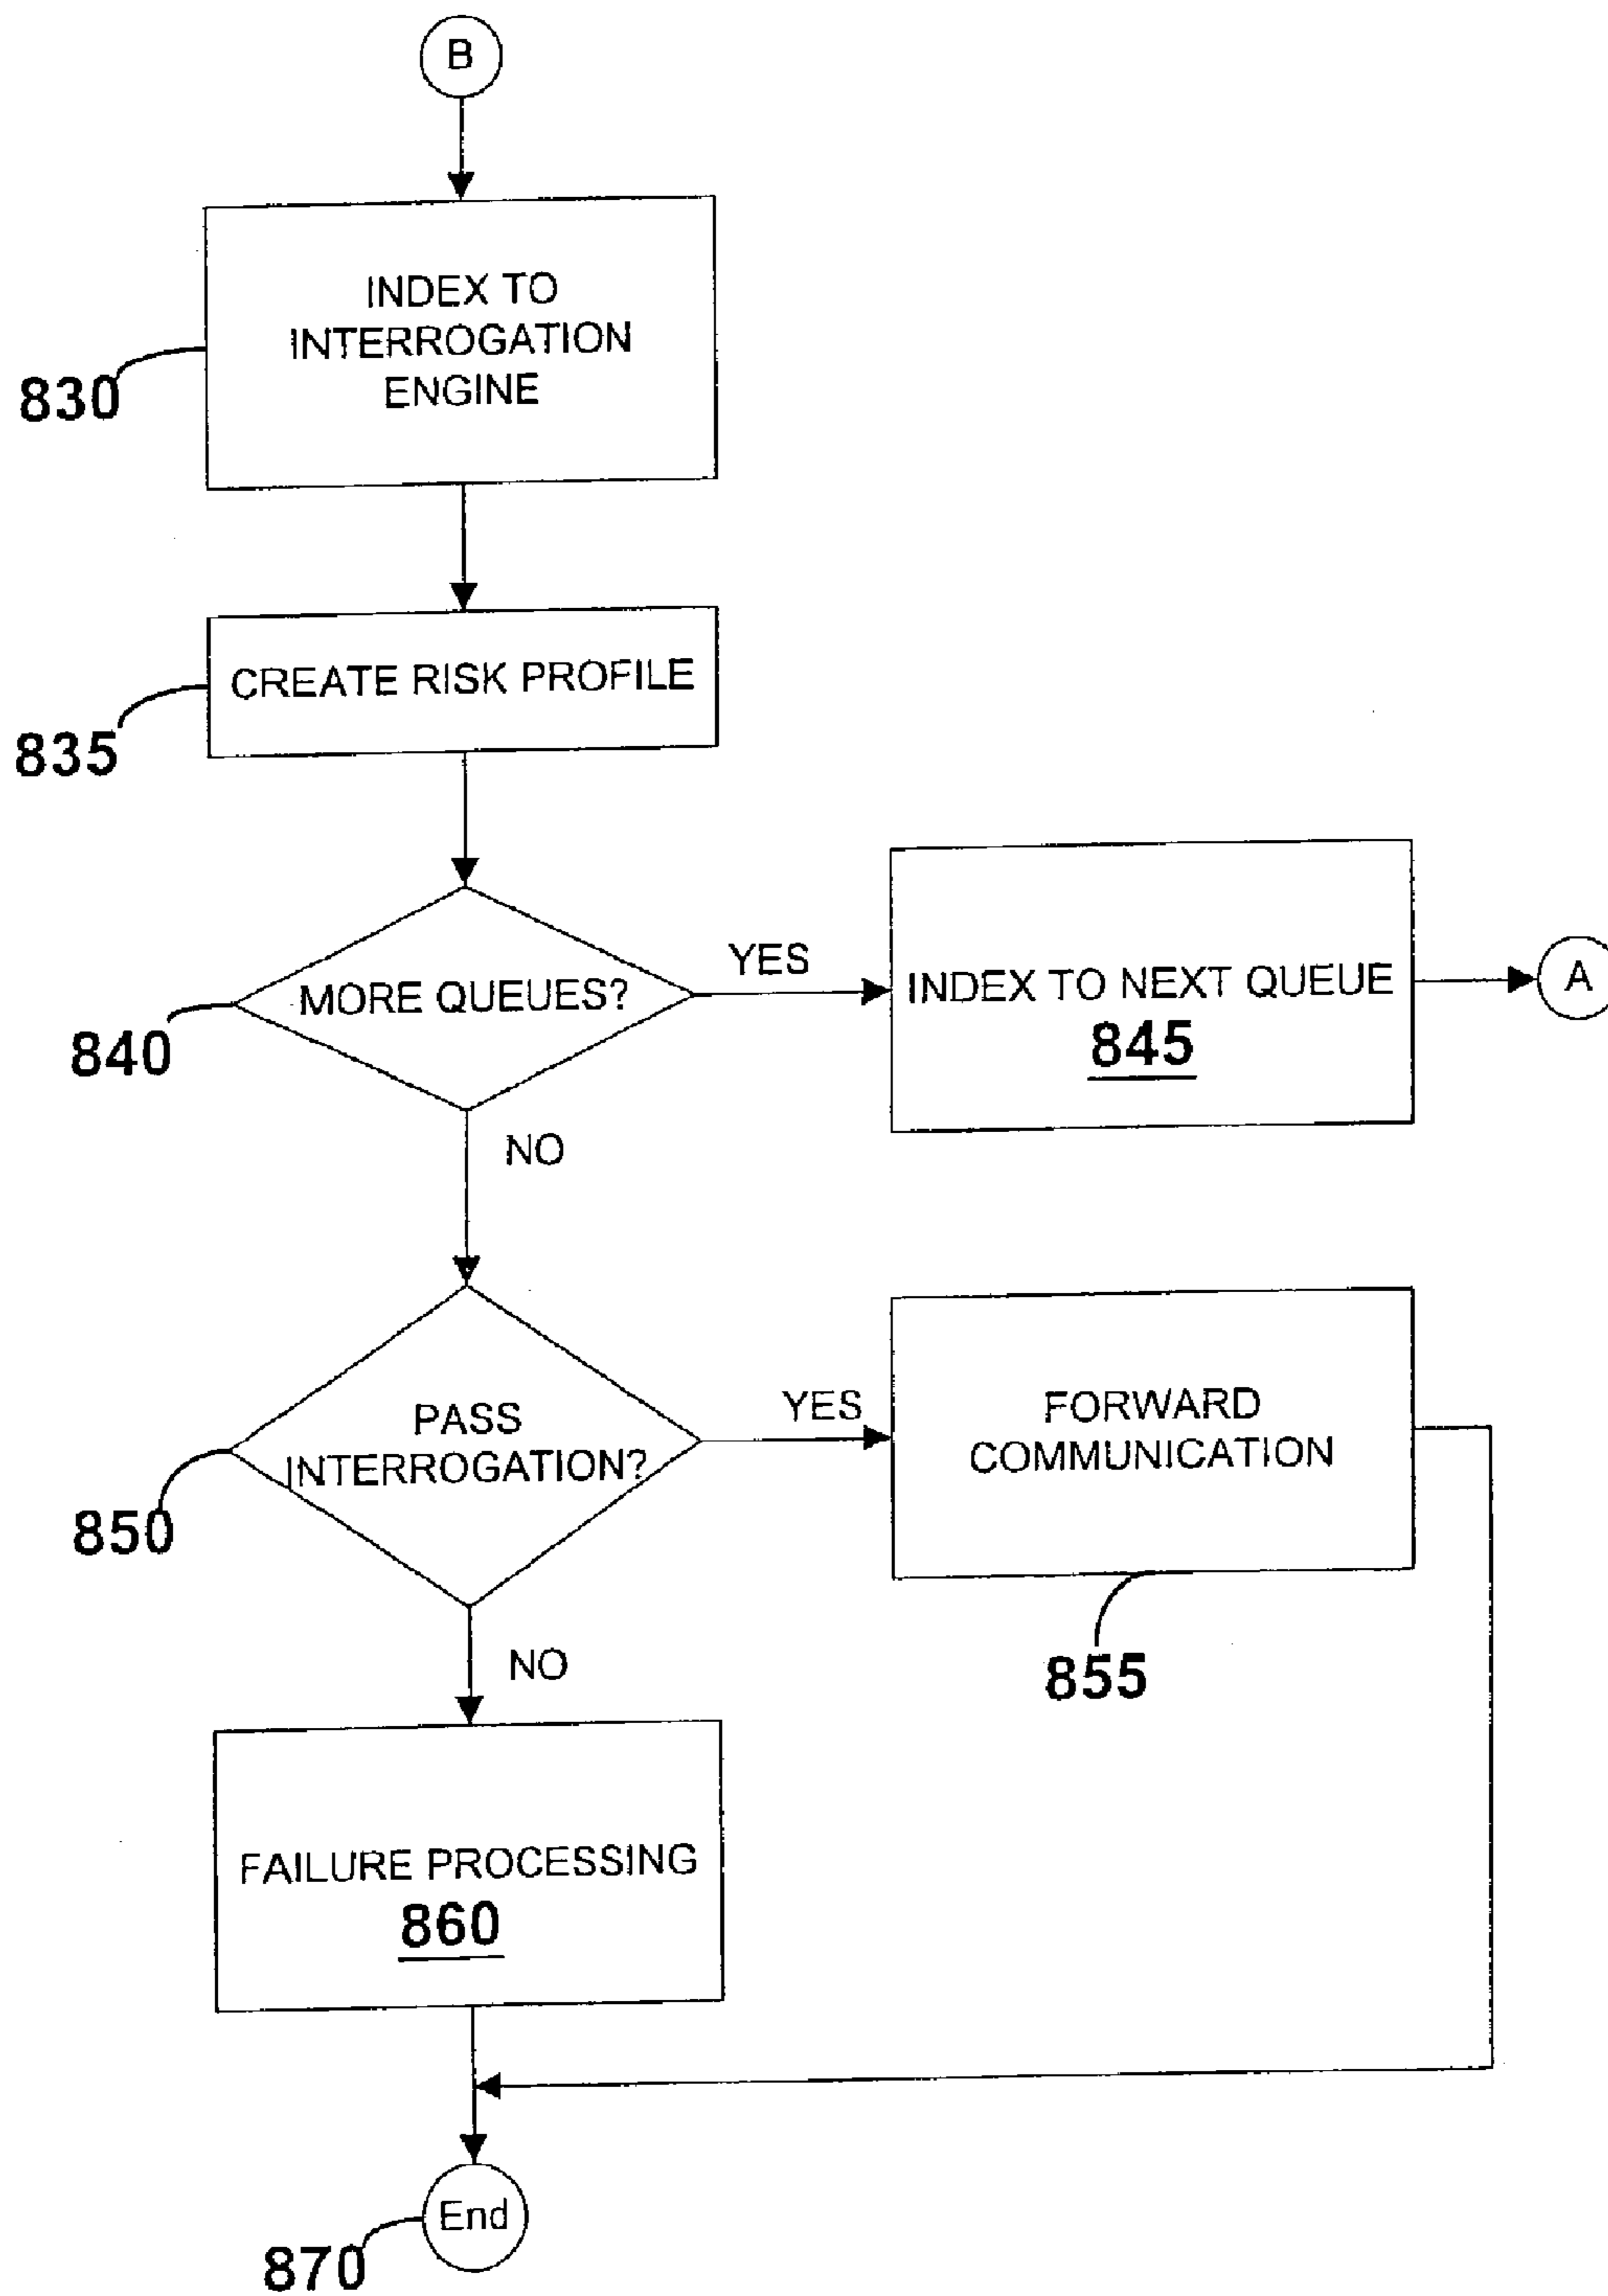 B
INDEX TO
INTERROGATION
ENGINE
830
CREATE RISK PROFILE
835
MORE QUEUES?
840
YES
INDEX TO NEXT QUEUE
845
A
NO
PASS
INTERROGATION?
850
YES
FORWARD
COMMUNICATION
855
NO
FAILURE PROCESSING
860
End
870